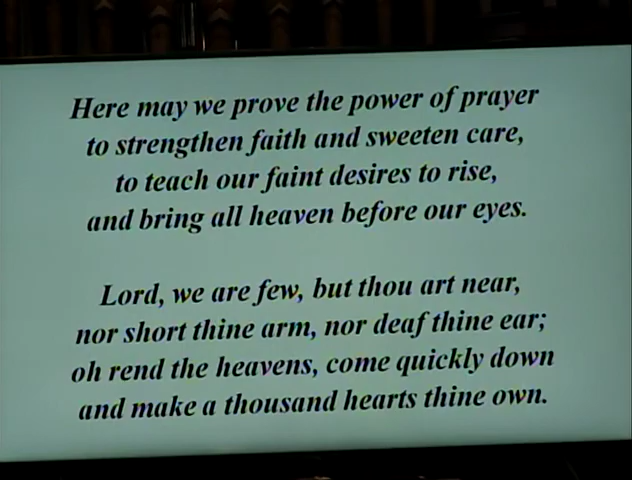 Here may we prove the power of prayer
to strengthen faith and sweeten care,
to teach our faint desires to rise,
and bring all heaven before our eyes.
Lord, we are few, but thou art near,
nor short thine arm, nor deaf thine ear;
oh rend the heavens, come quickly down
and make a thousand hearts thine own.